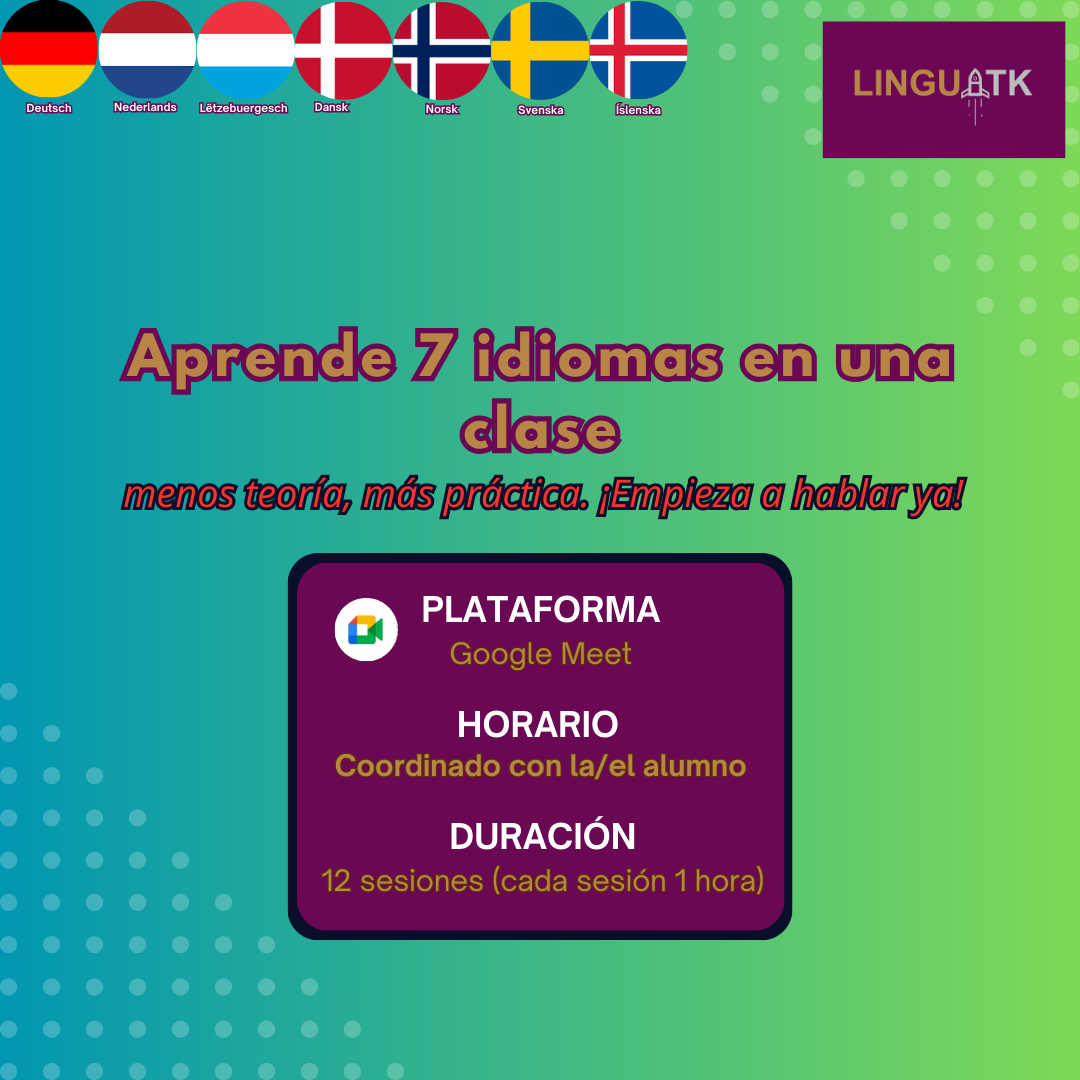 Deutsch
Nederlands
Lëtzebuergesch
Dansk
Norsk
Svenska
Íslenska
LINGUATK
Aprende 7 idiomas en una
clase
menos teoría, más práctica. ¡Empieza a hablar ya!
PLATAFORMA
Google Meet
HORARIO
Coordinado con la/el alumno
DURACIÓN
12 sesiones (cada sesión 1 hora)